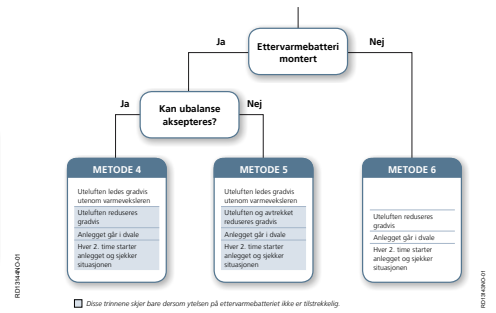 Ja
Ettervarmebatteri
montert
Nej
Ja
Kan ubalanse
aksepteres?
Nej
METODE 4
Uteluften ledes gradvis
utenom varmeveksleren
Uteluften reduseres
gradvis
Anlegget går i dvale
Hver 2. time starter
anlegget og sjekker
situasjonen
METODE 5
Uteluften ledes gradvis
utenom varmeveksleren
Uteluften og avtrekket
reduseres gradvis
Anlegget går i dvale
Hver 2. time starter
anlegget og sjekker
situasjonen
METODE 6
Uteluften reduseres
gradvis
Anlegget går i dvale
Hver 2. time starter
anlegget og sjekker
situasjonen
Disse trinnene skjer bare dersom ytelsen på ettervarmebatteriet ikke er tilstrekkelig.
RD13144NO-01
RD13143NO-01